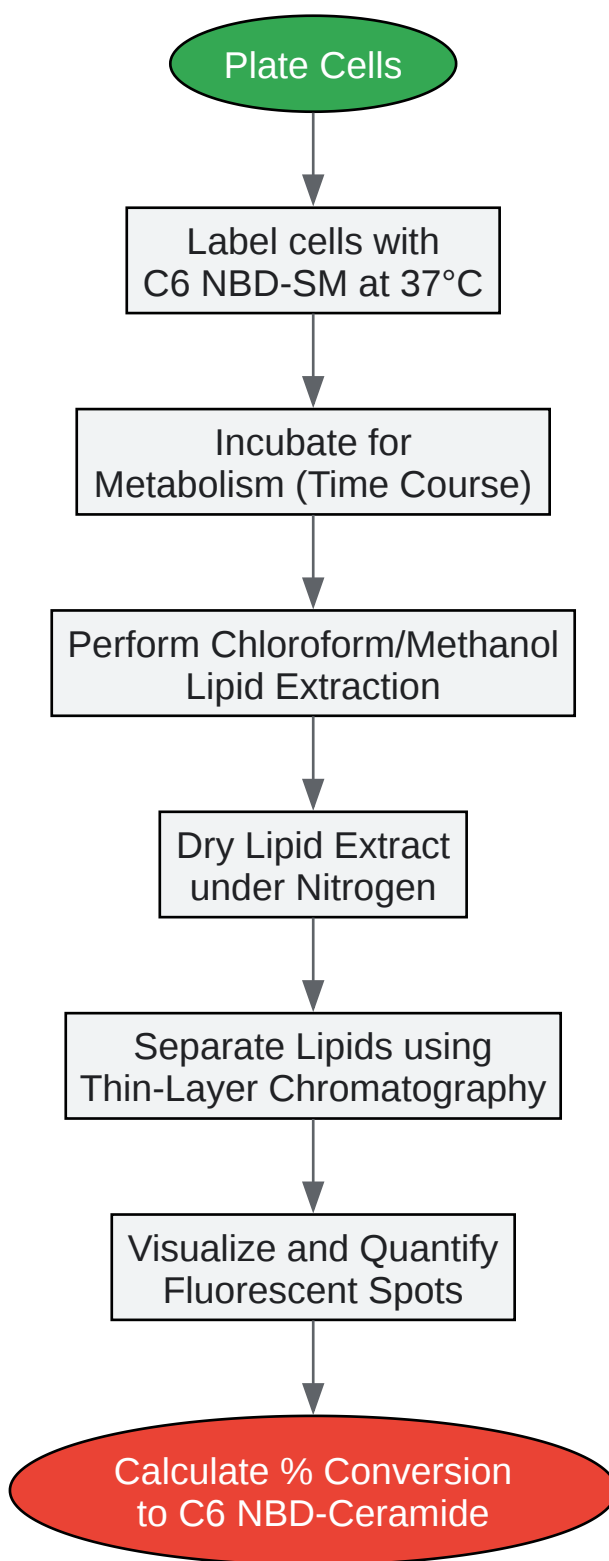 Plate Cells
Label cells with
C6 NBD-SM at 37°C
Incubate for
Metabolism (Time Course)
Perform Chloroform/Methanol
Lipid Extraction
Dry Lipid Extract
under Nitrogen
Separate Lipids using
Thin-Layer Chromatography
Visualize and Quantify
Fluorescent Spots
Calculate % Conversion
to C6 NBD-Ceramide